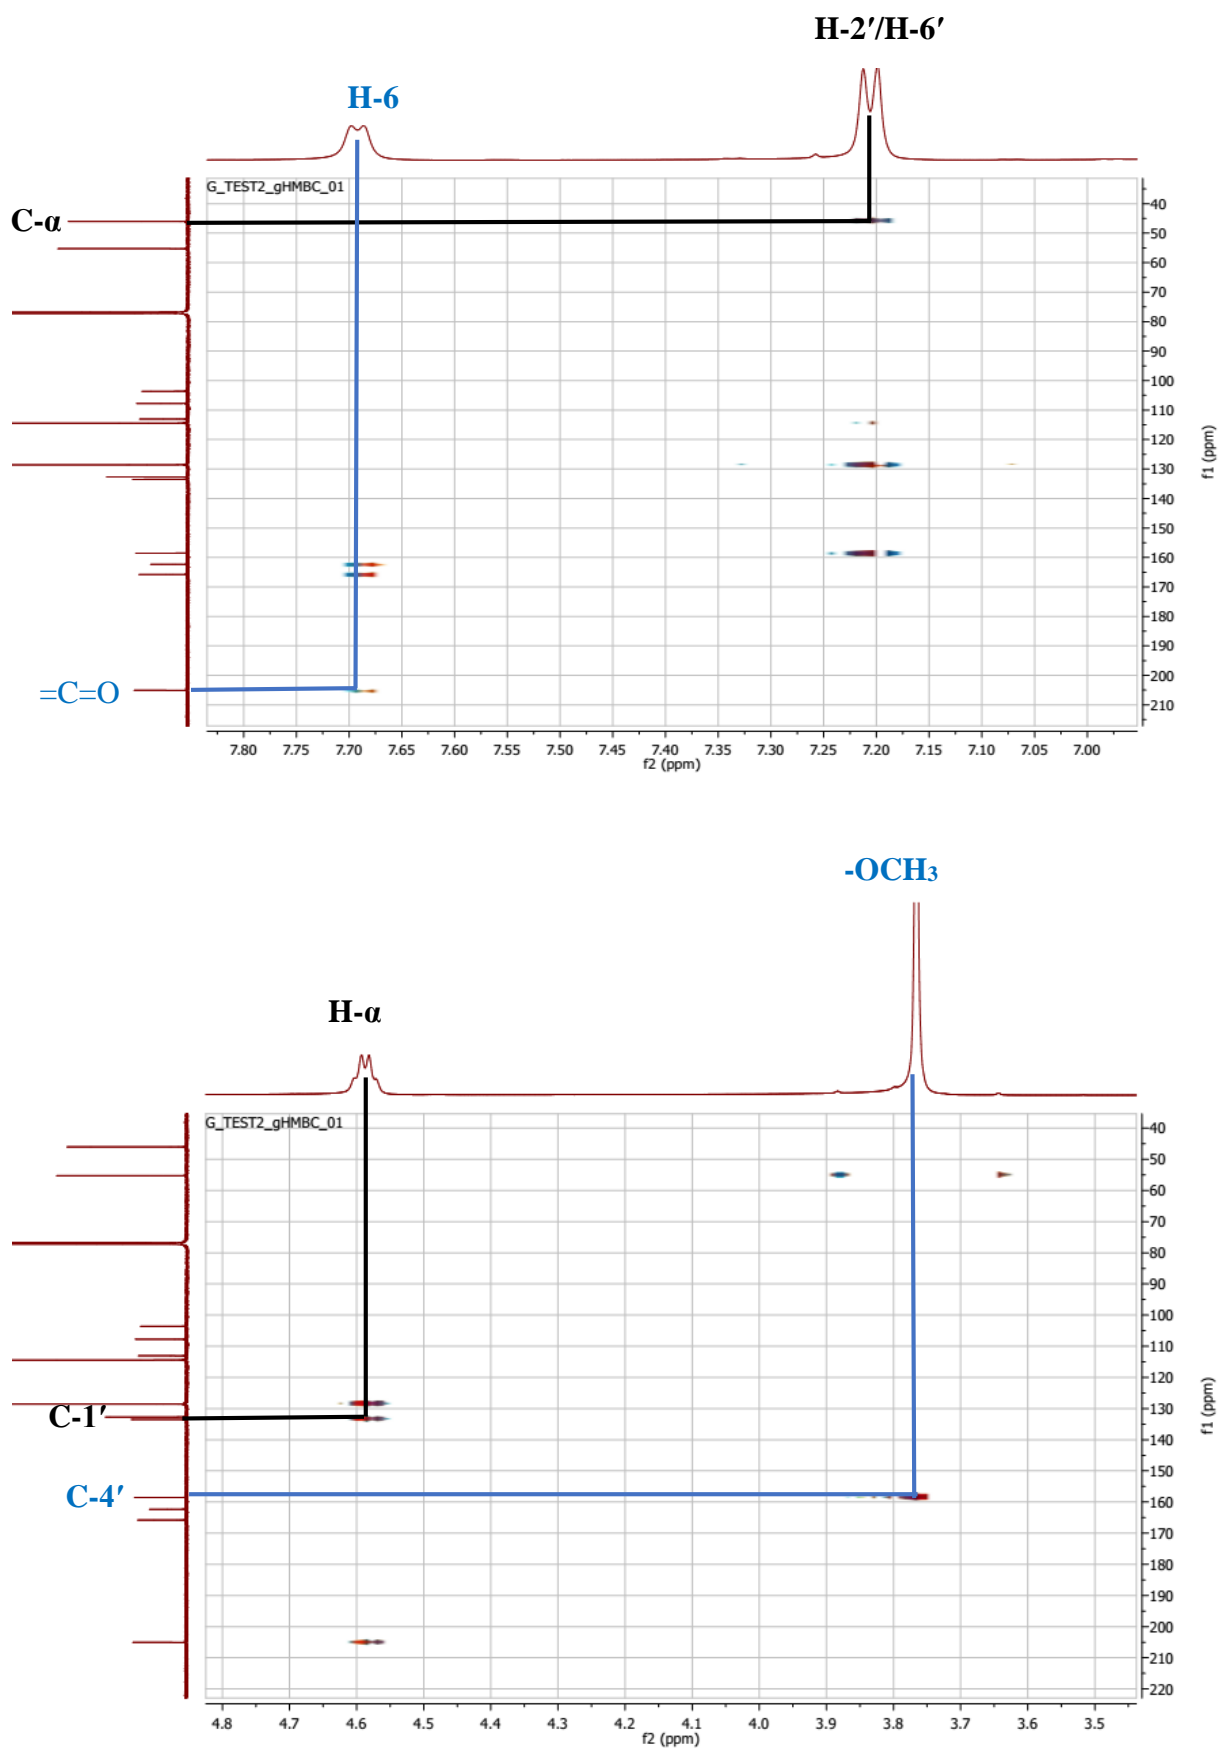 H-2′/H-6′
H-6
G_TEST2_gHMBC_01
C-α
=C=O
40
50
60
70
80
90
100
110
120
130
140
150
160
170
180
190
200
210
f1 (ppm)
7.80 7.75 7.70 7.65 7.60 7.55 7.50 7.45 7.40 7.35 7.30 7.25 7.20 7.15 7.10 7.05 7.00
f2 (ppm)
-OCH₃
H-α
G_TEST2_gHMBC_01
C-1′
C-4′
40
50
60
70
80
90
100
110
120
130
140
150
160
170
180
190
200
210
220
f1 (ppm)
4.8 4.7 4.6 4.5 4.4 4.3 4.2 4.1 4.0 3.9 3.8 3.7 3.6 3.5
f2 (ppm)